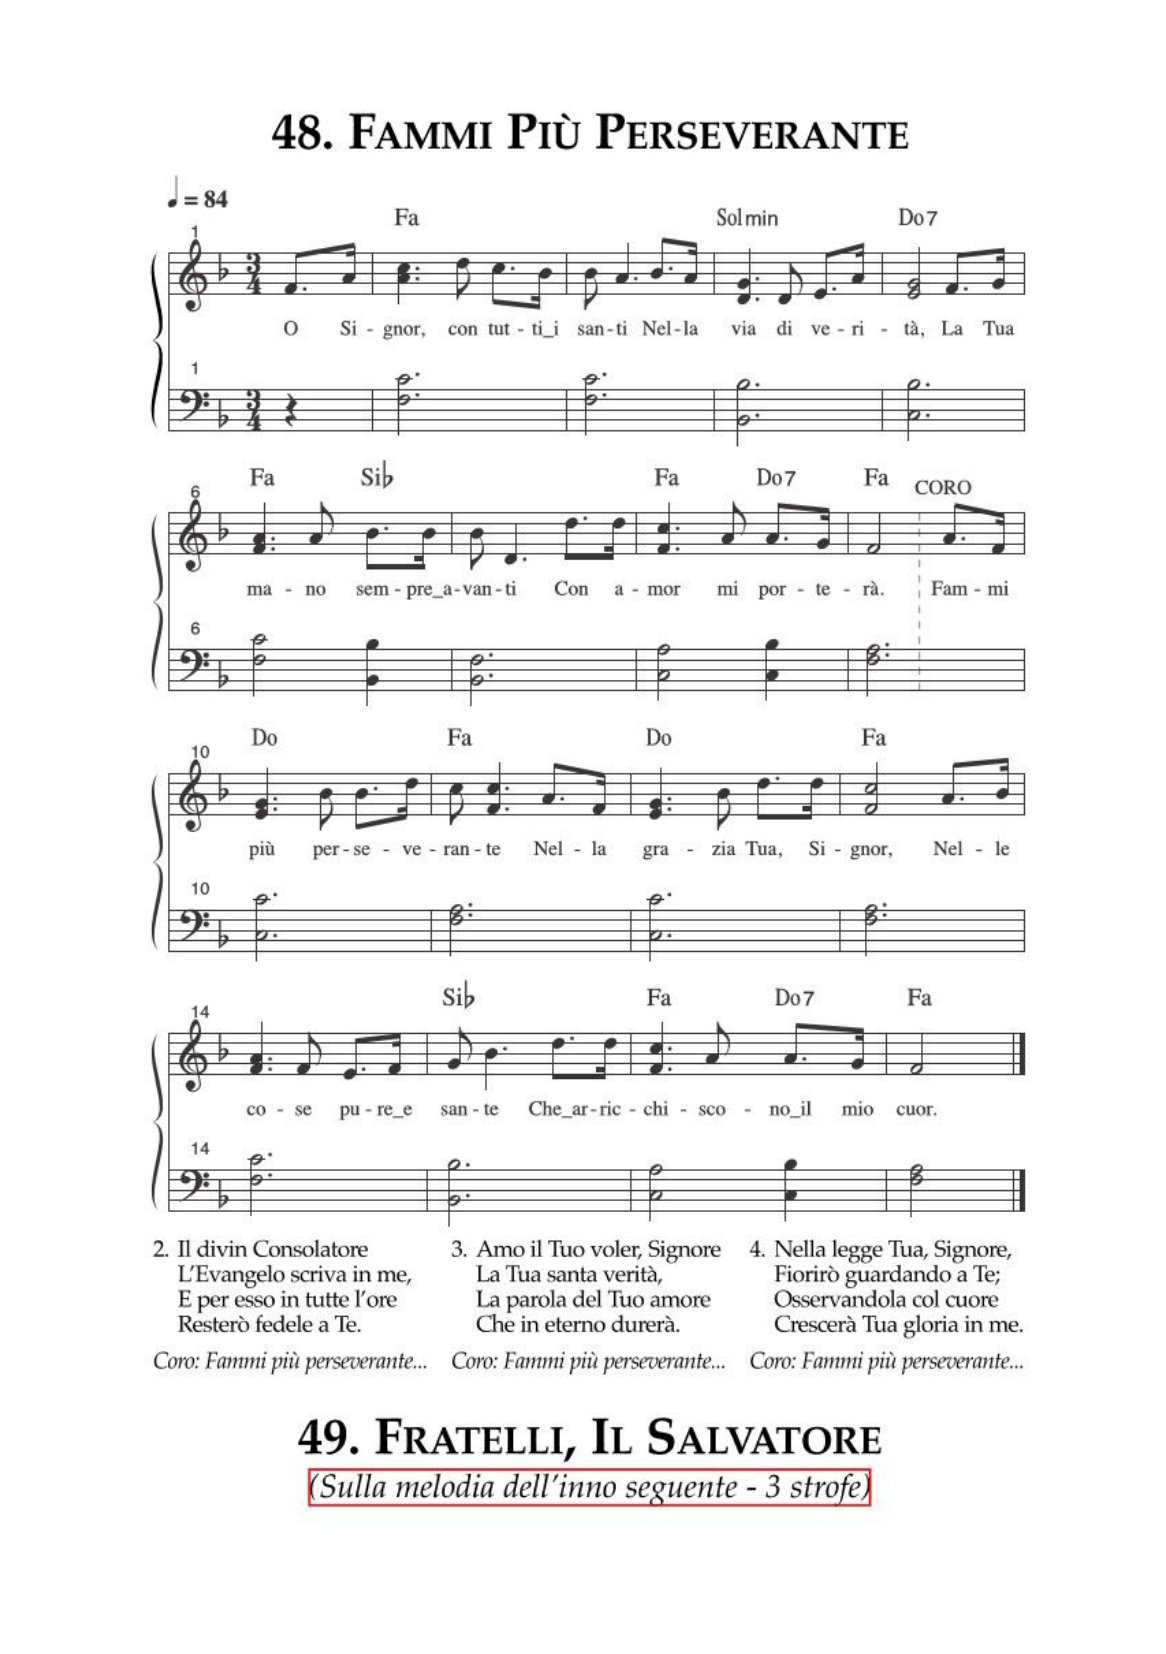 48. Fammi Più Perseverante
♩ = 84
Fa Solmin Do7
1
3 4
O Si - gnor, con tut - ti_i san - ti Nel - la via di ve - ri - tà, La Tua
1
3 4
Fa Si♭ Fa Do7 Fa CORO
6
ma - no sem - pre_a - van - ti Con a - mor mi por - te - rà. Fam - mi
6
Do Fa Do Fa
10
più per - se - ve - ran - te Nel - la gra - zia Tua, Si - gnor, Nel - le
10
Si♭ Fa Do7 Fa
14
co - se pu - re_e san - te Che_ar - ric - chi - sco - no_il mio cuor.
14
2. Il divin Consolatore
L'Evangelo scriva in me,
E per esso in tutte l'ore
Resterò fedele a Te.
Coro: Fammi più perseverante...
3. Amo il Tuo voler, Signore
La Tua santa verità,
La parola del Tuo amore
Che in eterno durerà.
Coro: Fammi più perseverante...
4. Nella legge Tua, Signore,
Fiorirò guardando a Te;
Osservandola col cuore
Crescerà Tua gloria in me.
Coro: Fammi più perseverante...
49. Fratelli, Il Salvatore
(Sulla melodia dell'inno seguente - 3 strofe)